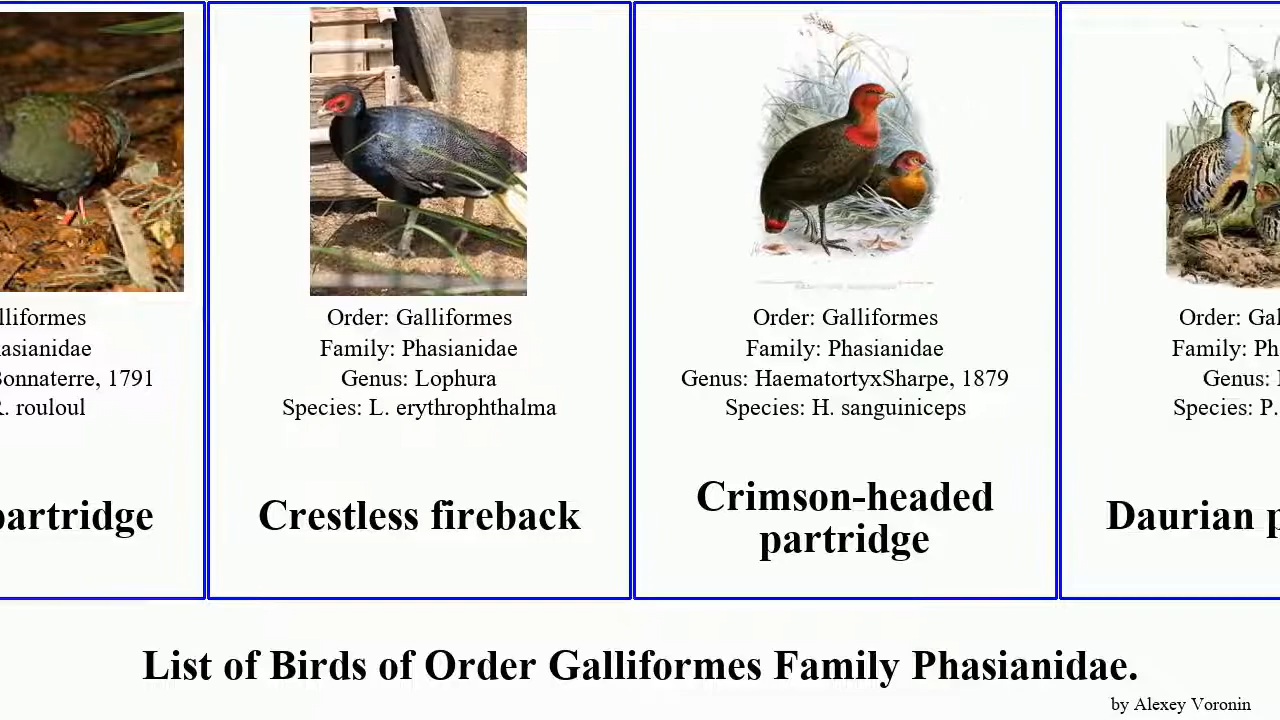 lliformes
asianidae
Bonnaterre, 1791
R. rouloul
partridge
Order: Galliformes
Family: Phasianidae
Genus: Lophura
Species: L. erythrophthalma
Crestless fireback
Order: Galliformes
Family: Phasianidae
Genus: HaematortyxSharpe, 1879
Species: H. sanguiniceps
Crimson-headed
partridge
Order: Gal
Family: Ph
Genus:
Species: P.
Daurian p
List of Birds of Order Galliformes Family Phasianidae.
by Alexey Voronin